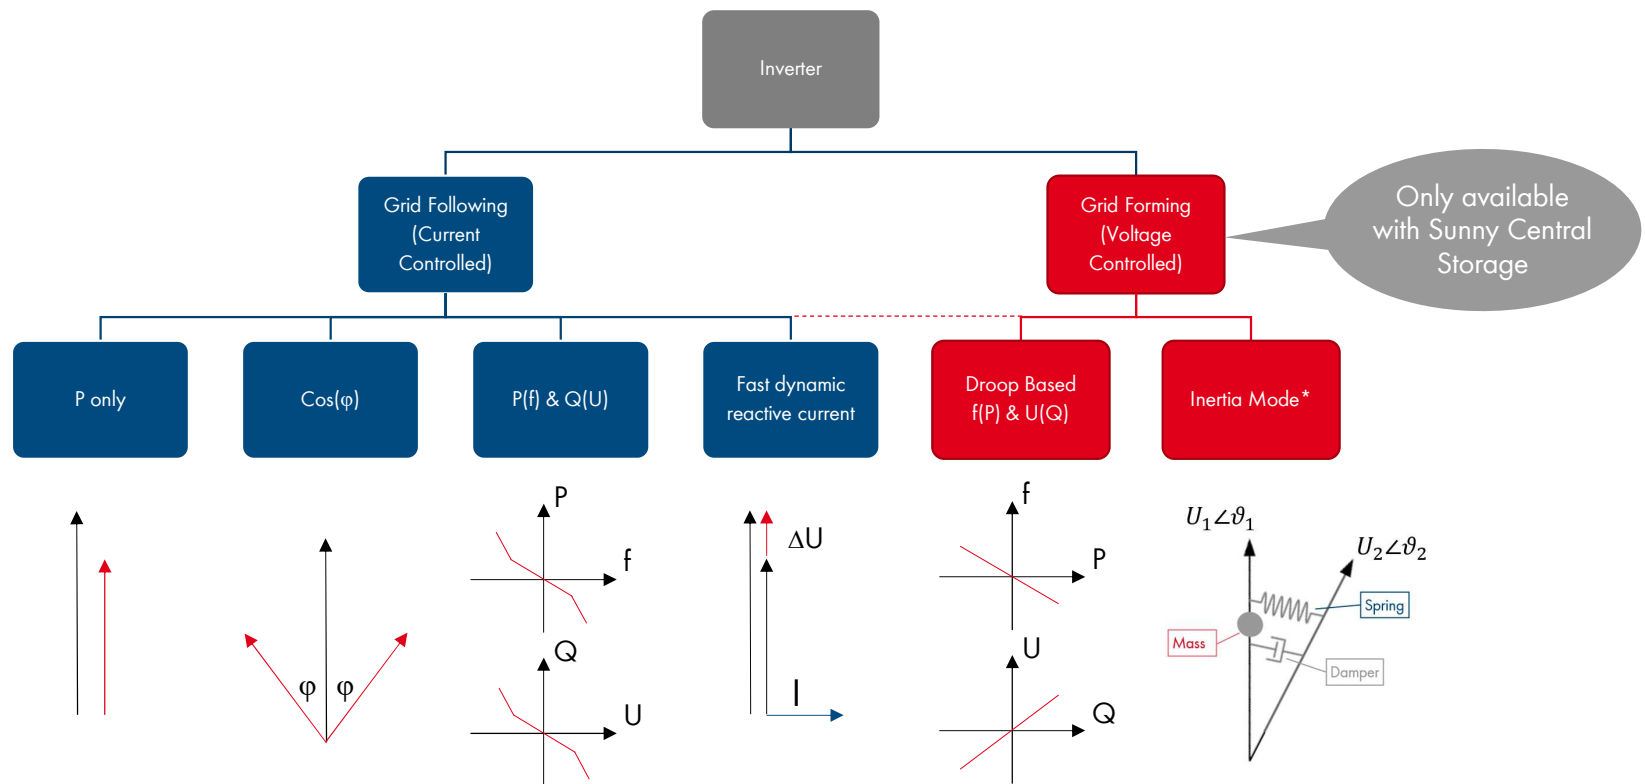 Inverter
Grid Following
(Current
Controlled)
Grid Forming
(Voltage
Controlled)
Only available
with Sunny Central
Storage
P only
Cos(φ)
P(f) & Q(U)
Fast dynamic
reactive current
Droop Based
f(P) & U(Q)
Inertia Mode*
φ φ
P
f
Q
U
ΔU
I
f
P
U
Q
U₁∠ϑ₁
U₂∠ϑ₂
Spring
Mass
Damper